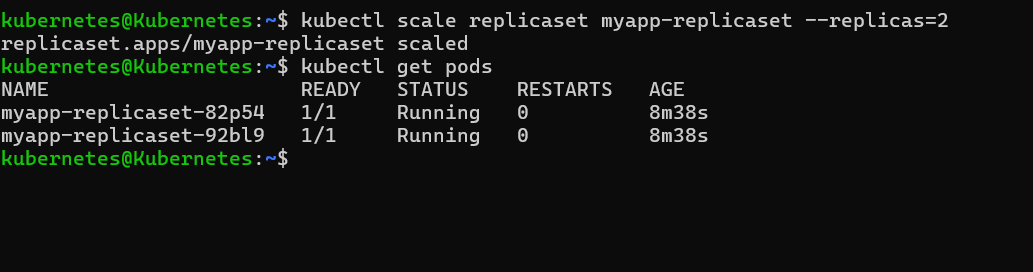 kubernetes@Kubernetes:~$ kubectl scale replicaset myapp-replicaset --replicas=2
replicaset.apps/myapp-replicaset scaled
kubernetes@Kubernetes:~$ kubectl get pods
NAME                     READY   STATUS    RESTARTS   AGE
myapp-replicaset-82p54   1/1     Running   0          8m38s
myapp-replicaset-92bl9   1/1     Running   0          8m38s
kubernetes@Kubernetes:~$